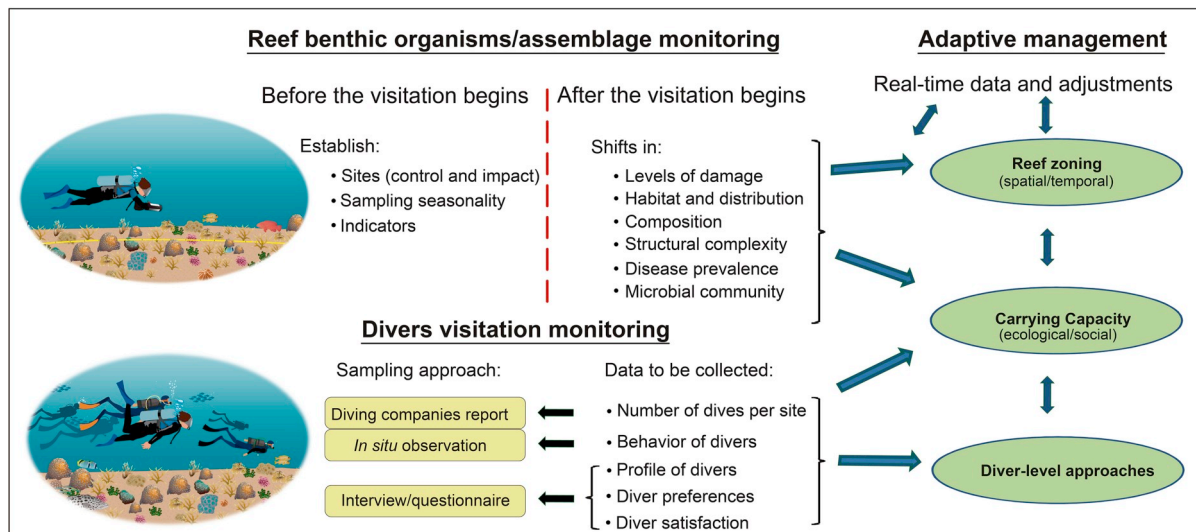 Reef benthic organisms/assemblage monitoring
Before the visitation begins
Establish:
• Sites (control and impact)
• Sampling seasonality
• Indicators
After the visitation begins
Shifts in:
• Levels of damage
• Habitat and distribution
• Composition
• Structural complexity
• Disease prevalence
• Microbial community
Divers visitation monitoring
Sampling approach:
Diving companies report
In situ observation
Interview/questionnaire
Data to be collected:
• Number of dives per site
• Behavior of divers
• Profile of divers
• Diver preferences
• Diver satisfaction
Adaptive management
Real-time data and adjustments
Reef zoning
(spatial/temporal)
Carrying Capacity
(ecological/social)
Diver-level approaches